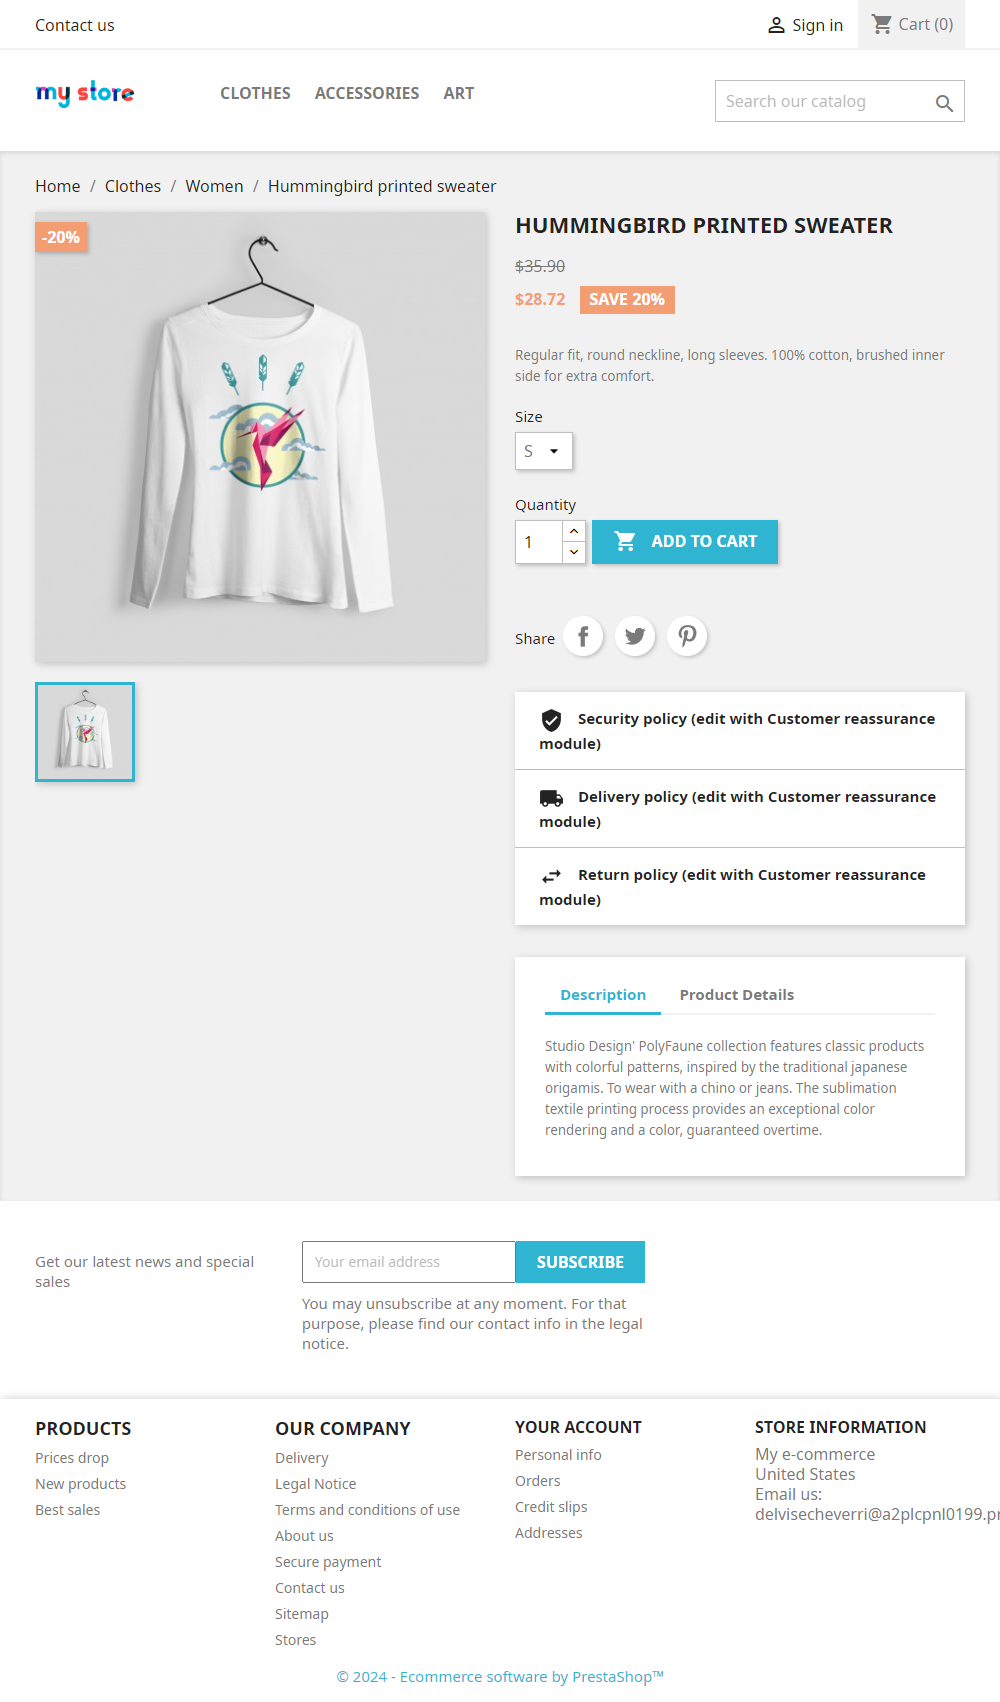 Contact us
Sign in
Cart (0)
my store
CLOTHES
ACCESSORIES
ART
Search our catalog
Home / Clothes / Women / Hummingbird printed sweater
-20%
HUMMINGBIRD PRINTED SWEATER
$35.90
$28.72
SAVE 20%
Regular fit, round neckline, long sleeves. 100% cotton, brushed inner
side for extra comfort.
Size
S
Quantity
1
ADD TO CART
Share
Security policy (edit with Customer reassurance
module)
Delivery policy (edit with Customer reassurance
module)
Return policy (edit with Customer reassurance
module)
Description
Product Details
Studio Design' PolyFaune collection features classic products
with colorful patterns, inspired by the traditional japanese
origamis. To wear with a chino or jeans. The sublimation
textile printing process provides an exceptional color
rendering and a color, guaranteed overtime.
Get our latest news and special
sales
Your email address
SUBSCRIBE
You may unsubscribe at any moment. For that
purpose, please find our contact info in the legal
notice.
PRODUCTS
Prices drop
New products
Best sales
OUR COMPANY
Delivery
Legal Notice
Terms and conditions of use
About us
Secure payment
Contact us
Sitemap
Stores
YOUR ACCOUNT
Personal info
Orders
Credit slips
Addresses
STORE INFORMATION
My e-commerce
United States
Email us:
delvisecheverri@a2plcpnl0199.pr
© 2024 - Ecommerce software by PrestaShop™